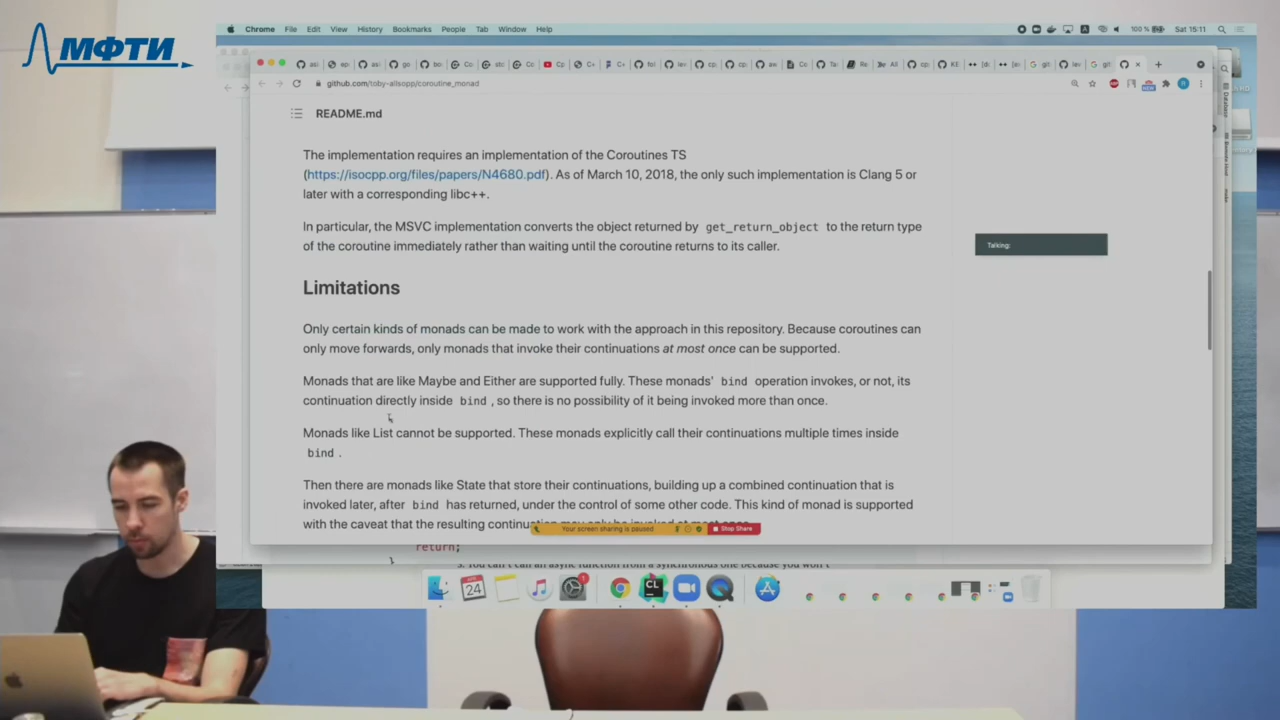 МФТИ
Chrome File Edit View History Bookmarks People Tab Window Help
100 % Sat 15:11
github.com/toby-allsopp/coroutine_monad
README.md
The implementation requires an implementation of the Coroutines TS
(https://isocpp.org/files/papers/N4680.pdf). As of March 10, 2018, the only such implementation is Clang 5 or
later with a corresponding libc++.
In particular, the MSVC implementation converts the object returned by get_return_object to the return type
of the coroutine immediately rather than waiting until the coroutine returns to its caller.
Talking:
Limitations
Only certain kinds of monads can be made to work with the approach in this repository. Because coroutines can
only move forwards, only monads that invoke their continuations at most once can be supported.
Monads that are like Maybe and Either are supported fully. These monads' bind operation invokes, or not, its
continuation directly inside bind , so there is no possibility of it being invoked more than once.
Monads like List cannot be supported. These monads explicitly call their continuations multiple times inside
bind .
Then there are monads like State that store their continuations, building up a combined continuation that is
invoked later, after bind has returned, under the control of some other code. This kind of monad is supported
with the caveat that the resulting
Your screen sharing is paused Stop Share
return;
}